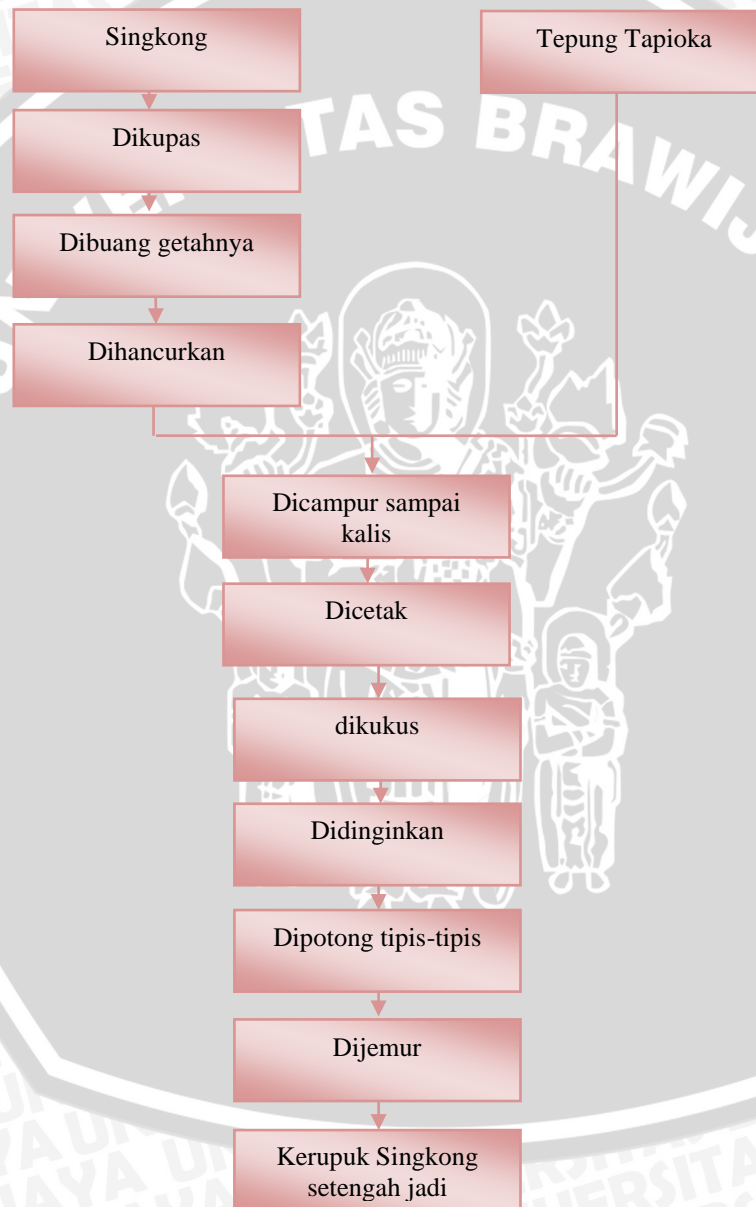 Singkong
Tepung Tapioka
Dikupas
Dibuang getahnya
Dihancurkan
Dicampur sampai
kalis
Dicetak
dikukus
Didinginkan
Dipotong tipis-tipis
Dijemur
Kerupuk Singkong
setengah jadi
TAS BRAWIJ